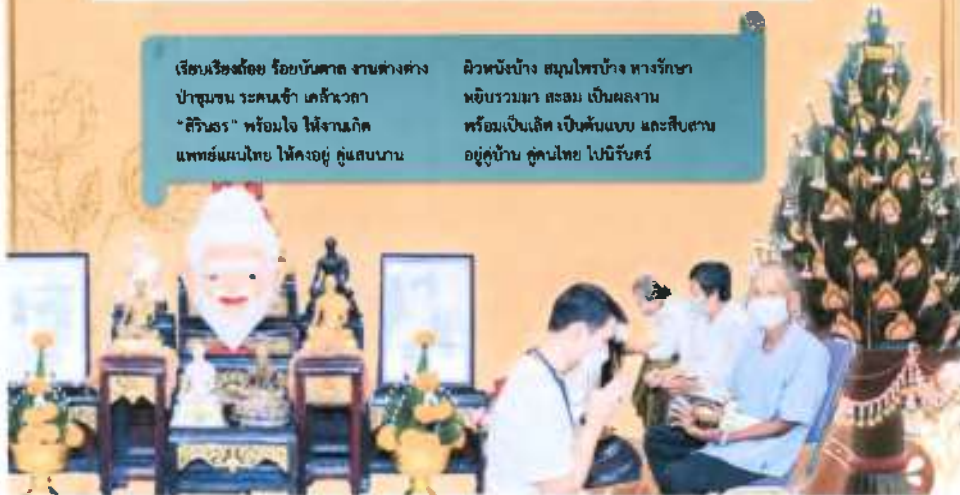 เรียบเรียงถ้อย ร้อยบันดาล งานต่างต่าง ผิวหนังบ้าง สมุนไพรบ้าง ทางรักษา
ป่าชุมชน ระคนเข้า เคล้าเวลา หยิบรวมมา สะสม เป็นผลงาน
"สิรินธร" พร้อมใจ ให้งานเกิด พร้อมเป็นเลิศ เป็นต้นแบบ และสืบสาน
แพทย์แผนไทย ให้คงอยู่ คู่แสนนาน อยู่คู่บ้าน คู่คนไทย ไปนิรันดร์